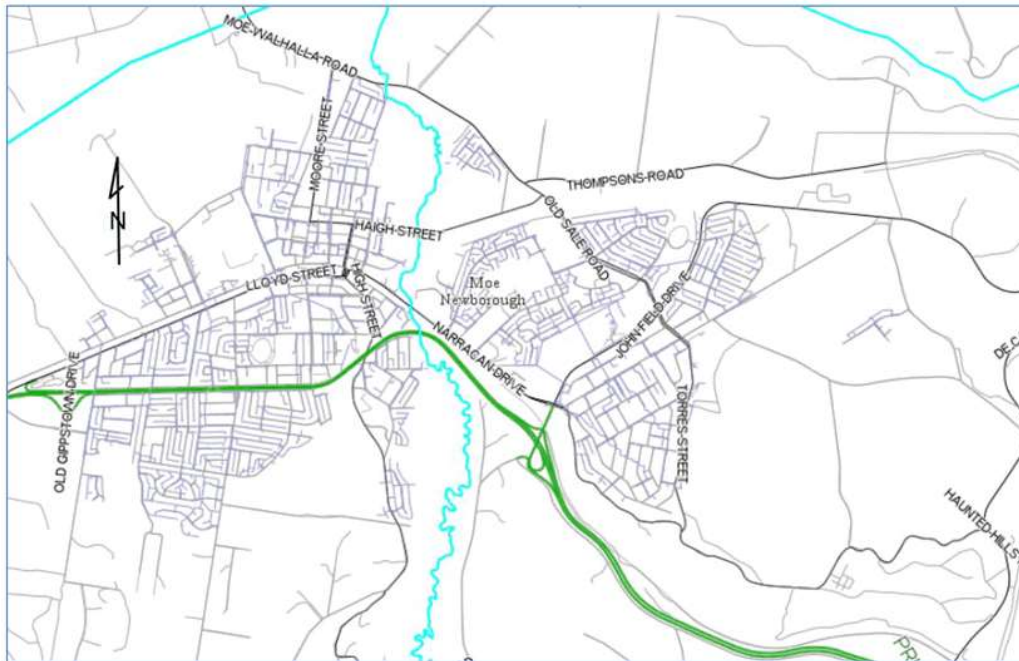 MOE-WALHALLA ROAD
MOORE STREET
THOMPSONS ROAD
N
OLD SALE ROAD
HAIGH STREET
LLOYD STREET
HIGH STREET
Moe
Newborough
JOHN FIELD DRIVE
NARRACAN DRIVE
DE C
OLD GIPPSTOWN DRIVE
TORRES STREET
HAUNTED HILLS